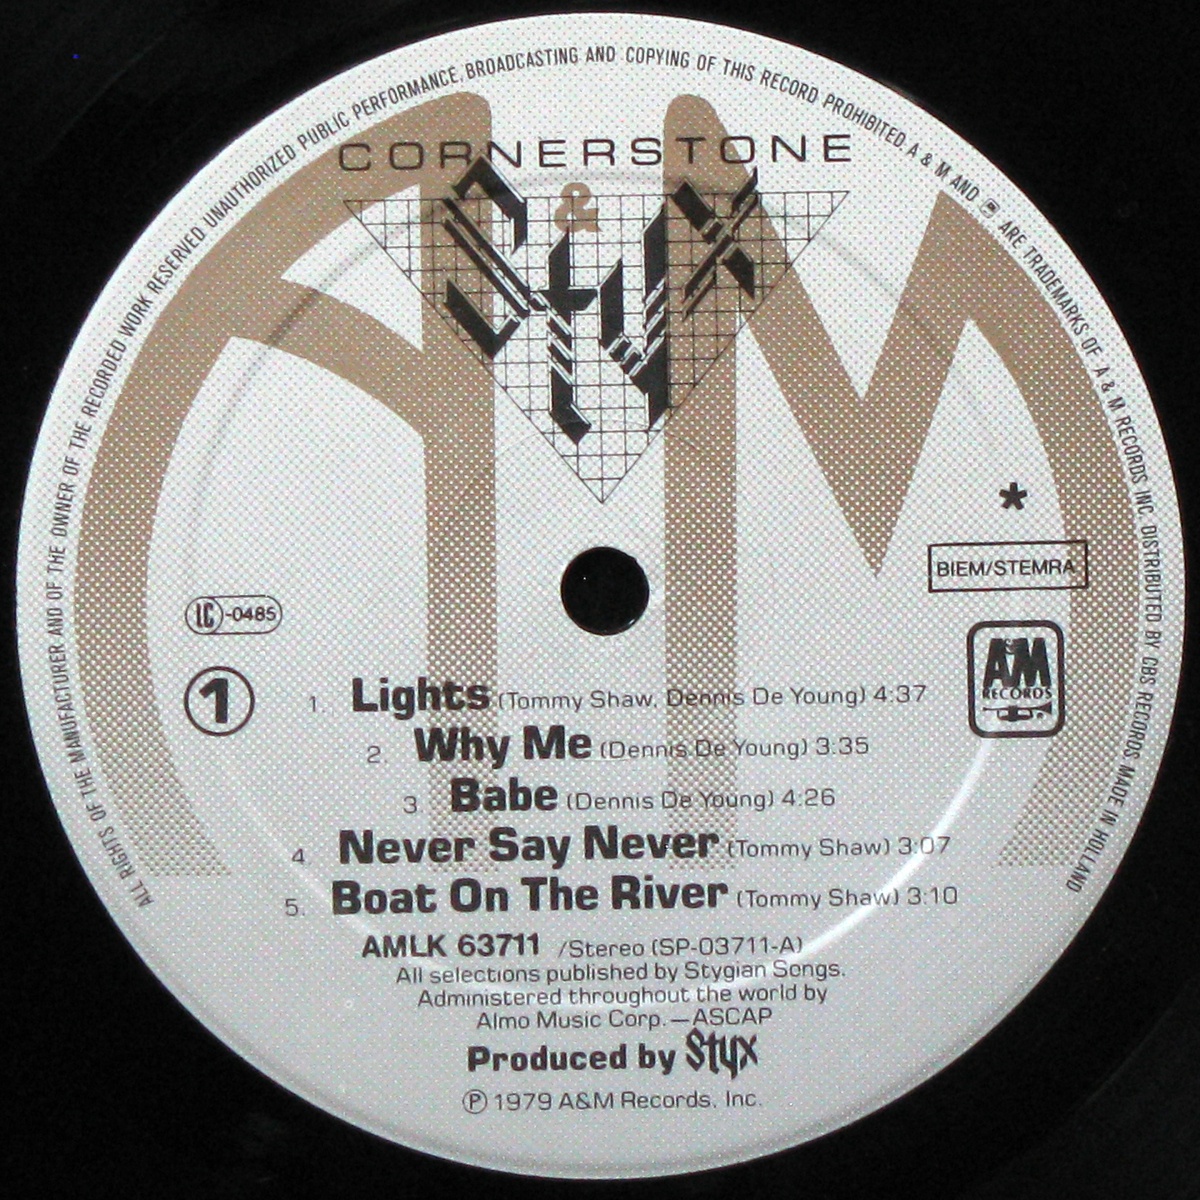 ALL RIGHTS OF THE MANUFACTURER AND OF THE OWNER OF THE RECORDED WORK RESERVED UNAUTHORIZED PUBLIC PERFORMANCE, BROADCASTING AND COPYING OF THIS RECORD PROHIBITED. A & M AND ARE TRADEMARKS OF A & M RECORDS INC. DISTRIBUTED BY CBS RECORDS. MADE IN HOLLAND
CORNERSTONE
A & M
Styx
*
BIEM/STEMRA
LC-0485
1
A&M
RECORDS
1. Lights (Tommy Shaw, Dennis De Young) 4:37
2. Why Me (Dennis De Young) 3:35
3. Babe (Dennis De Young) 4:26
4. Never Say Never (Tommy Shaw) 3:07
5. Boat On The River (Tommy Shaw) 3:10
AMLK 63711 /Stereo (SP-03711-A)
All selections published by Stygian Songs.
Administered throughout the world by
Almo Music Corp.—ASCAP
Produced by Styx
Ⓟ 1979 A&M Records, Inc.